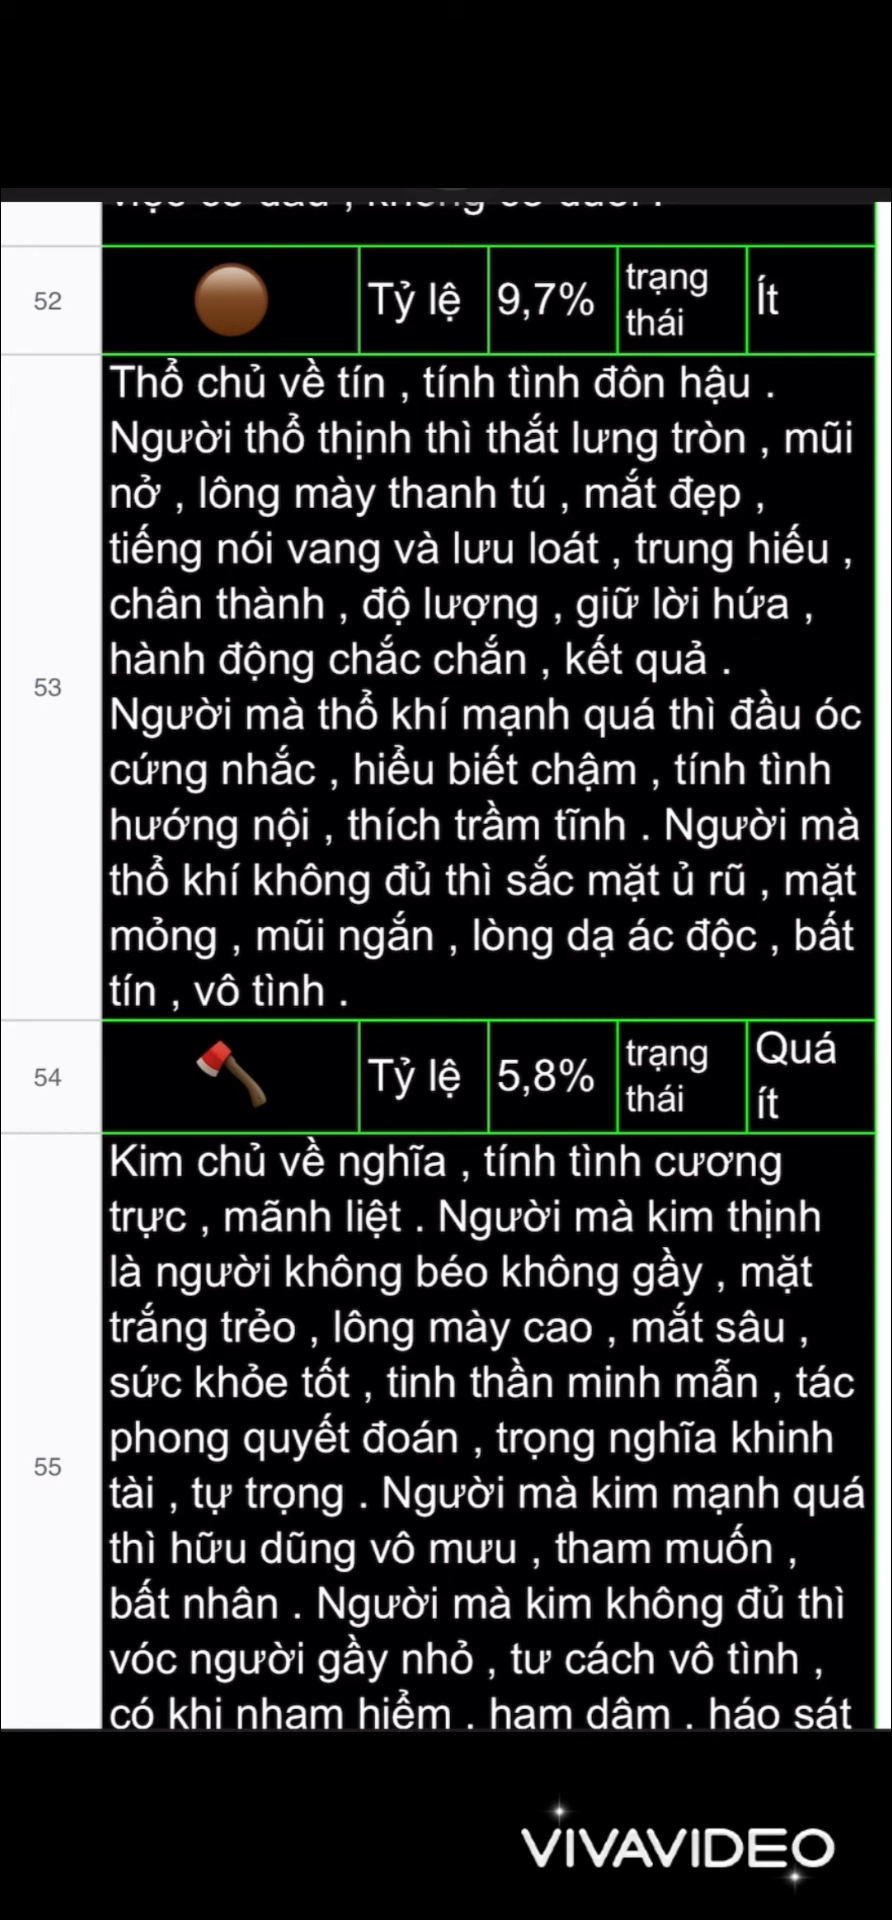 52
Tỷ lệ
9,7%
trạng
thái
Ít
53
Thổ chủ về tín , tính tình đôn hậu .
Người thổ thịnh thì thắt lưng tròn , mũi
nở , lông mày thanh tú , mắt đẹp ,
tiếng nói vang và lưu loát , trung hiếu ,
chân thành , độ lượng , giữ lời hứa ,
hành động chắc chắn , kết quả .
Người mà thổ khí mạnh quá thì đầu óc
cứng nhắc , hiểu biết chậm , tính tình
hướng nội , thích trầm tĩnh . Người mà
thổ khí không đủ thì sắc mặt ủ rũ , mặt
mỏng , mũi ngắn , lòng dạ ác độc , bất
tín , vô tình .
54
Tỷ lệ
5,8%
trạng
thái
Quá
ít
55
Kim chủ về nghĩa , tính tình cương
trực , mãnh liệt . Người mà kim thịnh
là người không béo không gầy , mặt
trắng trẻo , lông mày cao , mắt sâu ,
sức khỏe tốt , tinh thần minh mẫn , tác
phong quyết đoán , trọng nghĩa khinh
tài , tự trọng . Người mà kim mạnh quá
thì hữu dũng vô mưu , tham muốn ,
bất nhân . Người mà kim không đủ thì
vóc người gầy nhỏ , tư cách vô tình ,
có khi nham hiểm , ham dâm , háo sát
VIVAVIDEO